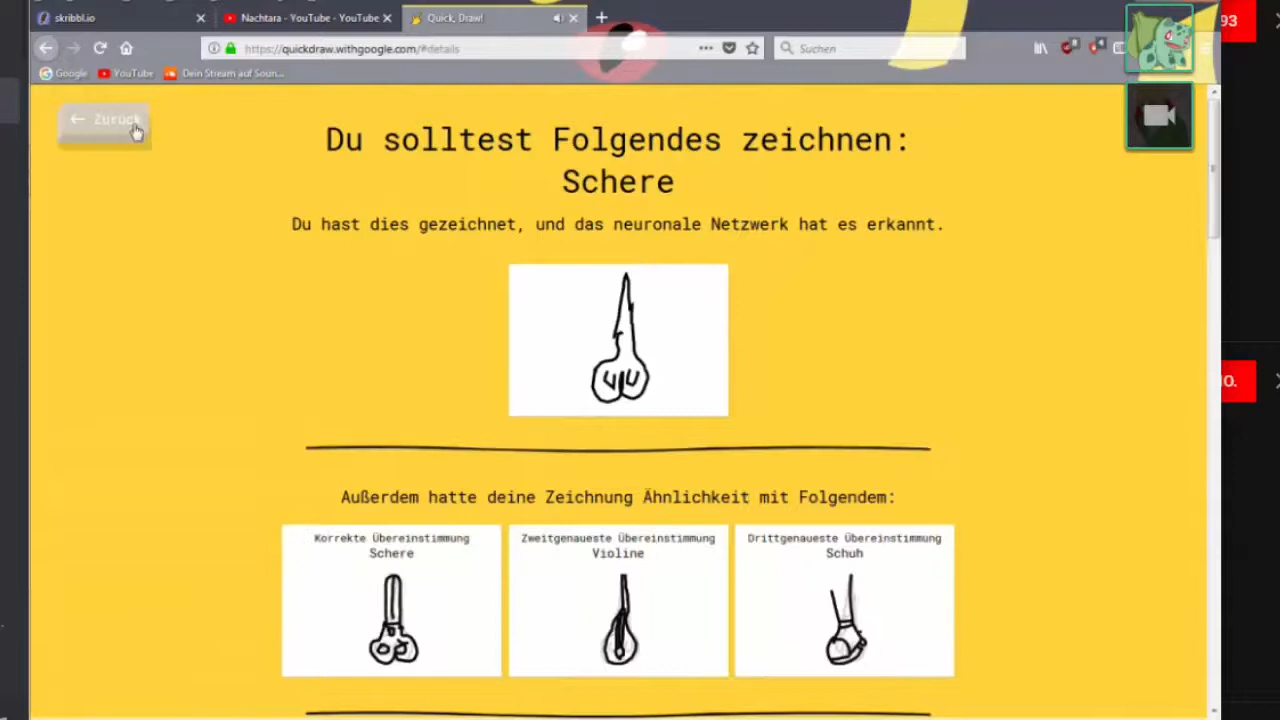 skribbl.io
Nachtara - YouTube - YouTube
Quick, Draw!
https://quickdraw.withgoogle.com/#details
Suchen
Google
YouTube
Dein Stream auf Soun...
93
← Zurück
Du solltest Folgendes zeichnen:
Schere
Du hast dies gezeichnet, und das neuronale Netzwerk hat es erkannt.
O.
Außerdem hatte deine Zeichnung Ähnlichkeit mit Folgendem:
Korrekte Übereinstimmung
Schere
Zweitgenaueste Übereinstimmung
Violine
Drittgenaueste Übereinstimmung
Schuh